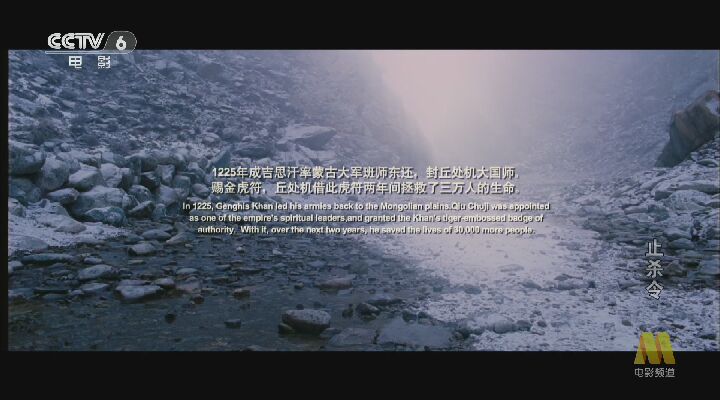 CCTV 6
电影
1225年成吉思汗率蒙古大军班师东还，封丘处机大国师，
赐金虎符，丘处机借此虎符两年间拯救了三万人的生命。
In 1225, Genghis Khan led his armies back to the Mongolian plains.Qiu Chuji was appointed
as one of the empire's spiritual leaders,and granted the Khan's tiger-embossed badge of
authority. With it, over the next two years, he saved the lives of 30,000 more people.
止杀令
电影频道